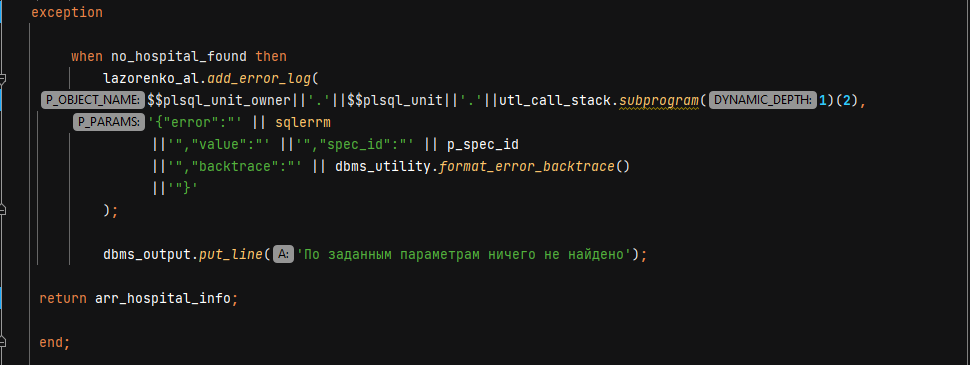 exception
when no_hospital_found then
lazorenko_al.add_error_log(
P_OBJECT_NAME: $$plsql_unit_owner||'.'||$$plsql_unit||'.'||utl_call_stack.subprogram( DYNAMIC_DEPTH: 1)(2),
P_PARAMS: '{"error":"' || sqlerrm
||'","value":"' ||'","spec_id":"' || p_spec_id
||'","backtrace":"' || dbms_utility.format_error_backtrace()
||'"}'
);
dbms_output.put_line( A: 'По заданным параметрам ничего не найдено');
return arr_hospital_info;
end;